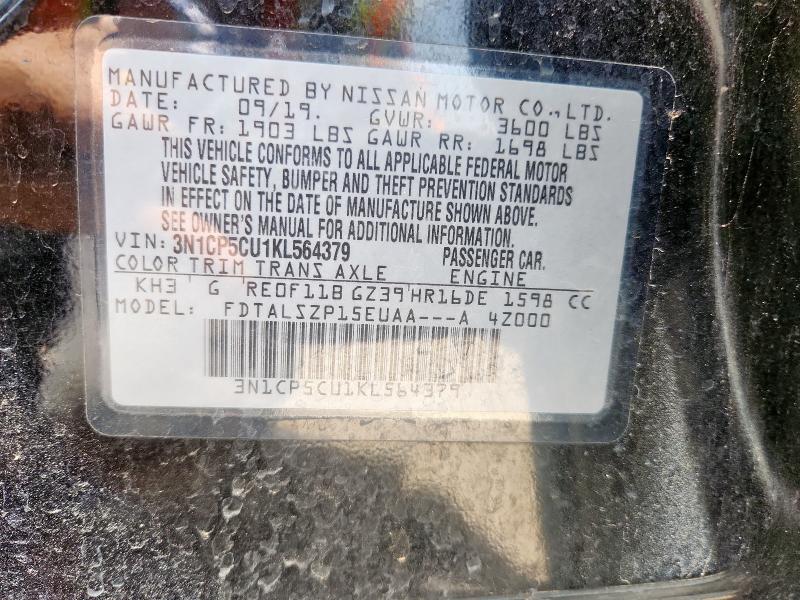 MANUFACTURED BY NISSAN MOTOR CO., LTD.
DATE: 09/19. GVWR: 3600 LBS
GAWR FR: 1903 LBS GAWR RR: 1698 LBS
THIS VEHICLE CONFORMS TO ALL APPLICABLE FEDERAL MOTOR
VEHICLE SAFETY, BUMPER AND THEFT PREVENTION STANDARDS
IN EFFECT ON THE DATE OF MANUFACTURE SHOWN ABOVE.
SEE OWNER'S MANUAL FOR ADDITIONAL INFORMATION.
VIN: 3N1CP5CU1KL564379 PASSENGER CAR.
COLOR TRIM TRANS AXLE ENGINE
KH3 G RE0F11B GZ39 HR16DE 1598 CC
MODEL: FDTALSZP15EUAA---A 4Z000
3N1CP5CU1KL564379